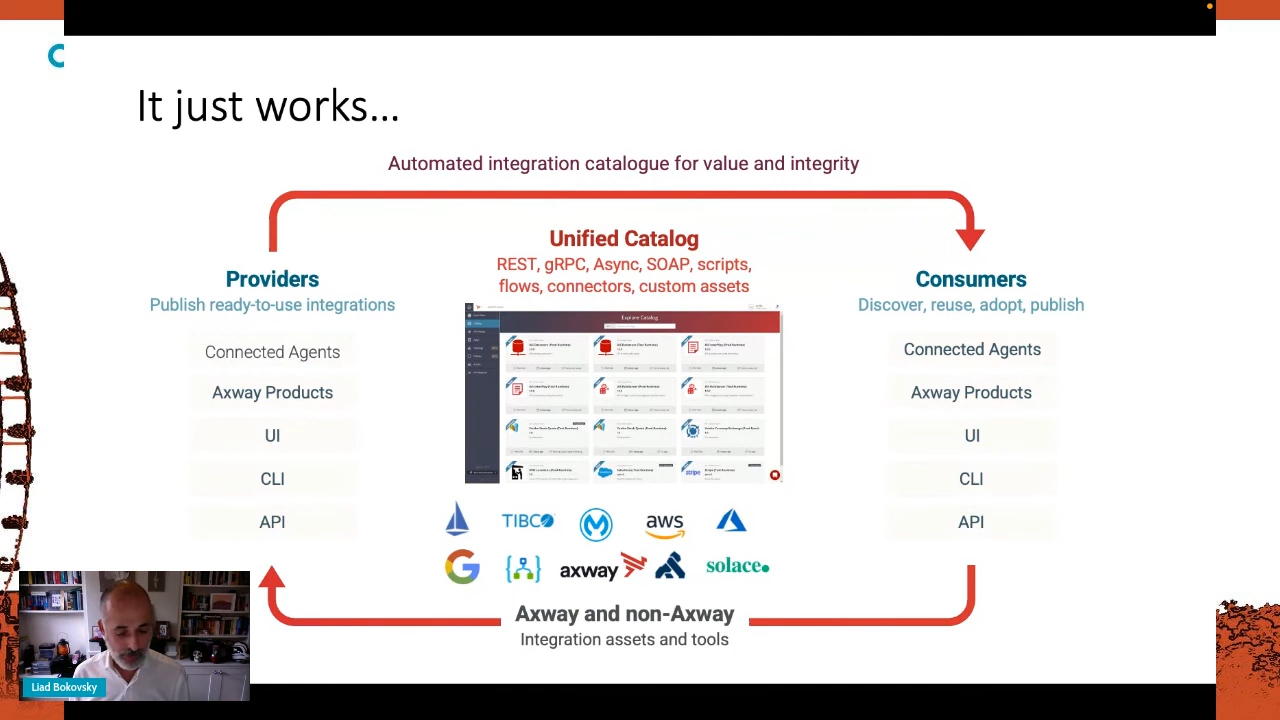 It just works...
Automated integration catalogue for value and integrity
Unified Catalog
REST, gRPC, Async, SOAP, scripts,
flows, connectors, custom assets
Providers
Publish ready-to-use integrations
Connected Agents
Axway Products
UI
CLI
API
Consumers
Discover, reuse, adopt, publish
Connected Agents
Axway Products
UI
CLI
API
Explore Catalog
stripe
TIBCO
aws
axway
solace.
Axway and non-Axway
Integration assets and tools
Liad Bokovsky